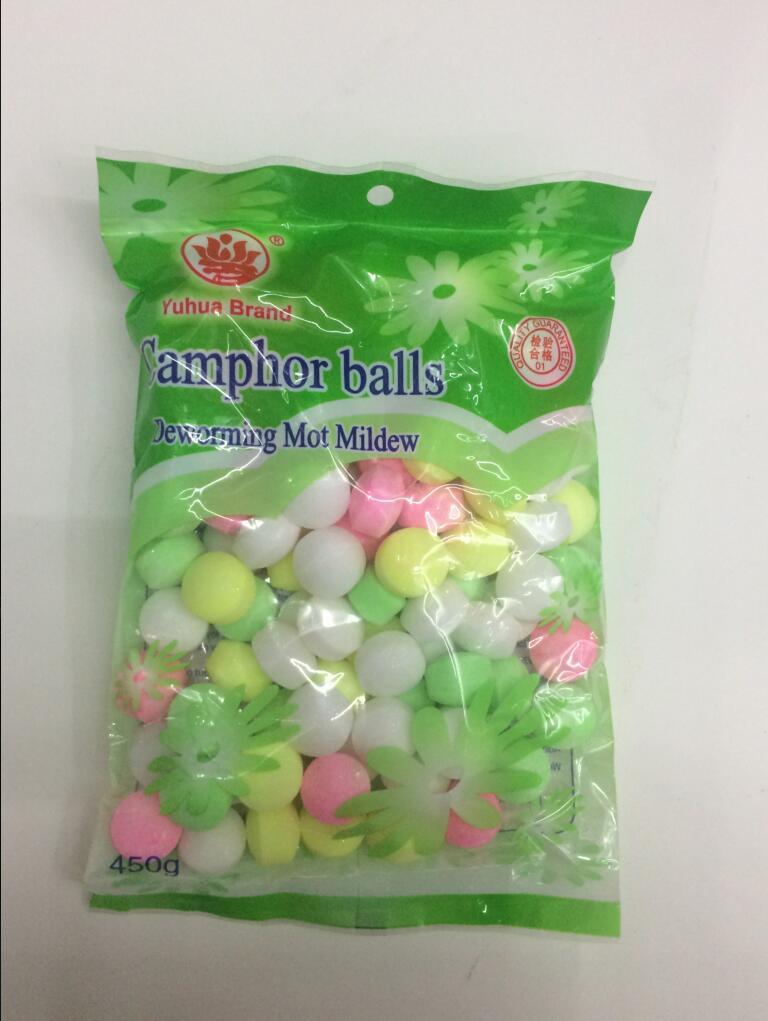 ®
Yuhua Brand
Camphor balls
Deworming Mot Mildew
QUALITY GUARANTEED
检验
合格
01
450g